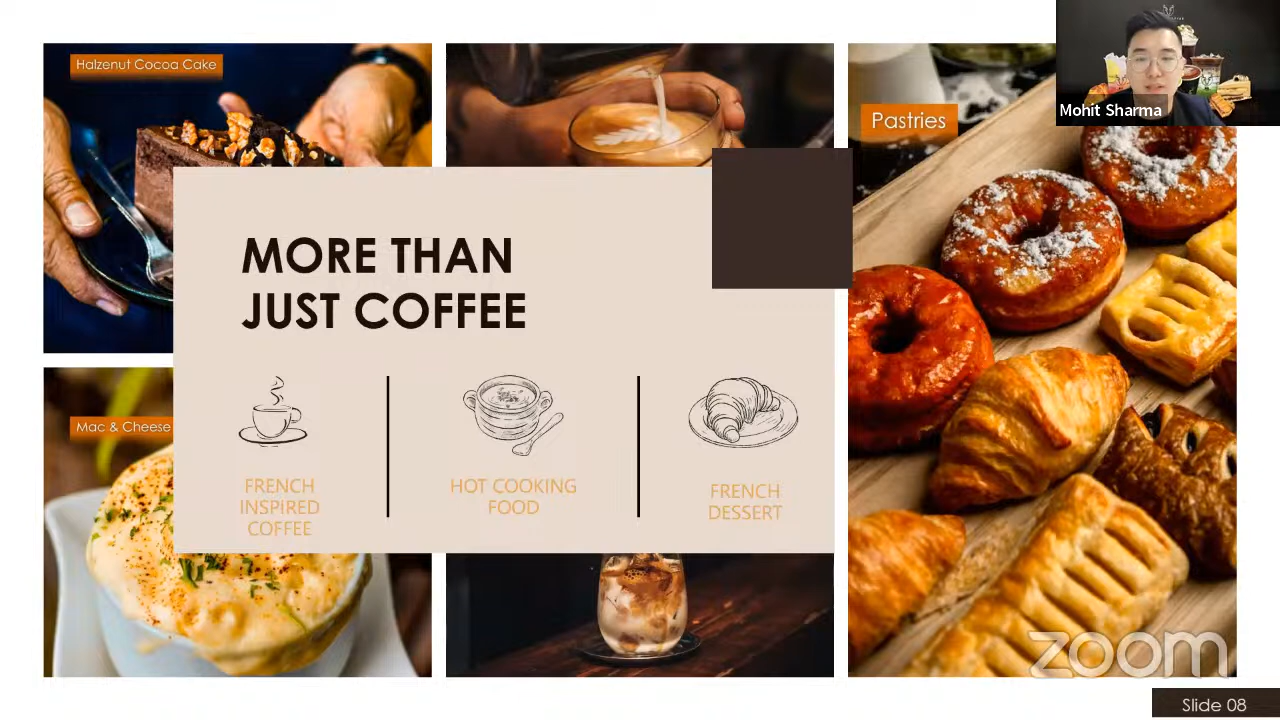 Halzenut Cocoa Cake
Pastries
Mohit Sharma
MORE THAN
JUST COFFEE
Mac & Cheese
FRENCH
INSPIRED
COFFEE
HOT COOKING
FOOD
FRENCH
DESSERT
zoom
Slide 08